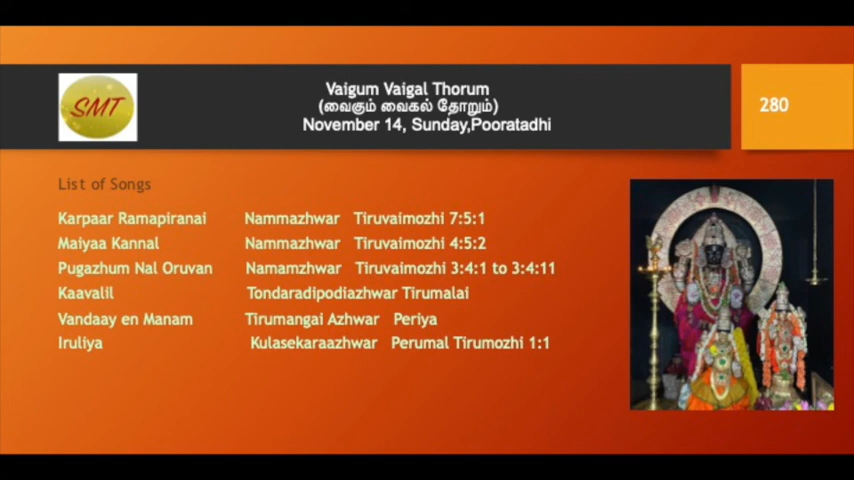 SMT
Vaigum Vaigal Thorum
(வைகும் வைகல் தோறும்)
November 14, Sunday,Pooratadhi
280
List of Songs
Karpaar Ramapiranai Nammazhwar Tiruvaimozhi 7:5:1
Maiyaa Kannal Nammazhwar Tiruvaimozhi 4:5:2
Pugazhum Nal Oruvan Namamzhwar Tiruvaimozhi 3:4:1 to 3:4:11
Kaavalil Tondaradipodiazhwar Tirumalai
Vandaay en Manam Tirumangai Azhwar Periya
Iruliya Kulasekaraazhwar Perumal Tirumozhi 1:1